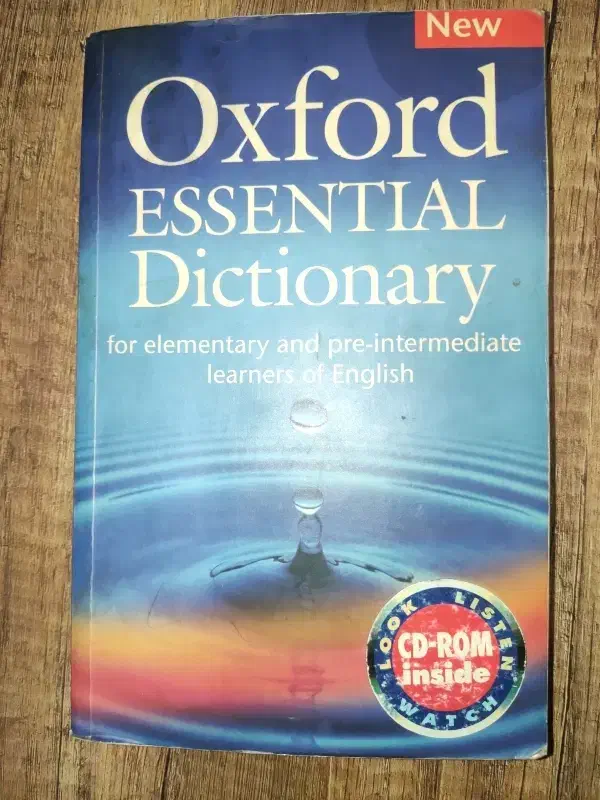 New
Oxford
ESSENTIAL
Dictionary
for elementary and pre-intermediate
learners of English
LOOK LISTEN
CD-ROM
inside
WATCH